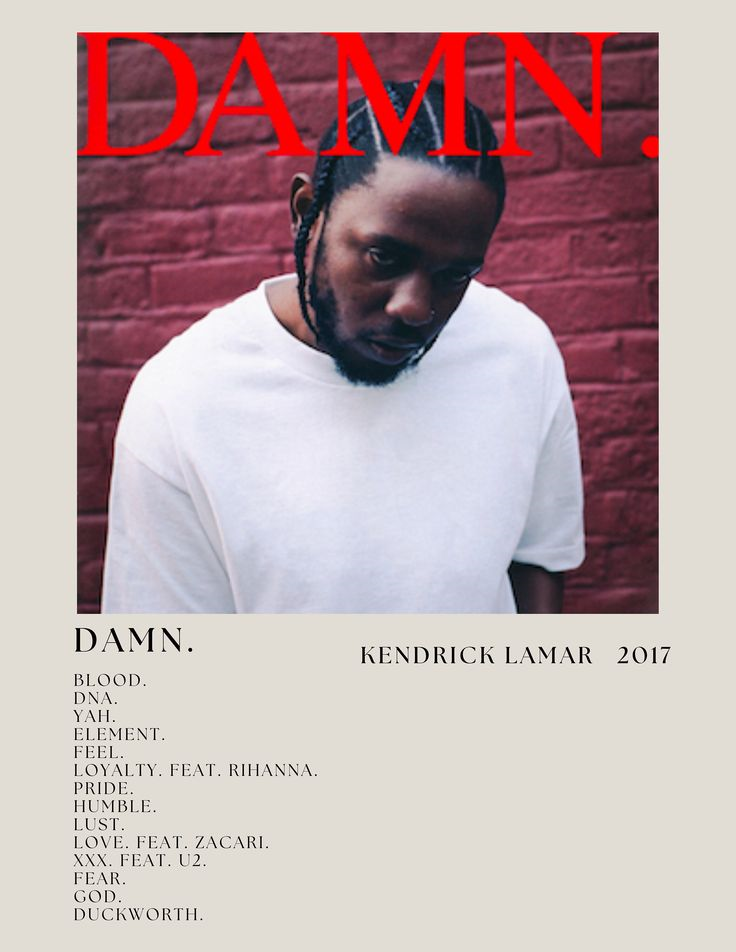 DAMN.
DAMN.
KENDRICK LAMAR 2017
BLOOD.
DNA.
YAH.
ELEMENT.
FEEL.
LOYALTY. FEAT. RIHANNA.
PRIDE.
HUMBLE.
LUST.
LOVE. FEAT. ZACARI.
XXX. FEAT. U2.
FEAR.
GOD.
DUCKWORTH.